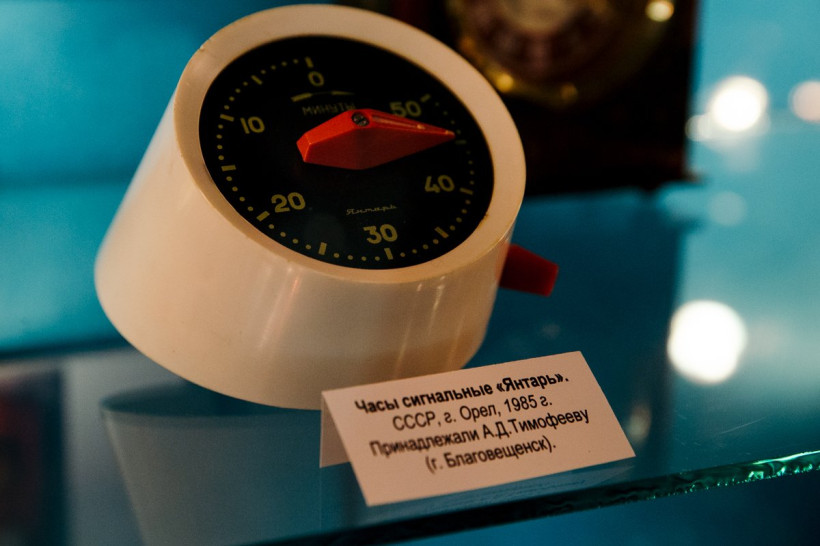 0
МИНУТЫ
50
10
40
20
Янтарь
30
Часы сигнальные «Янтарь».
СССР, г. Орел, 1985 г.
Принадлежали А.Д.Тимофееву
(г. Благовещенск).